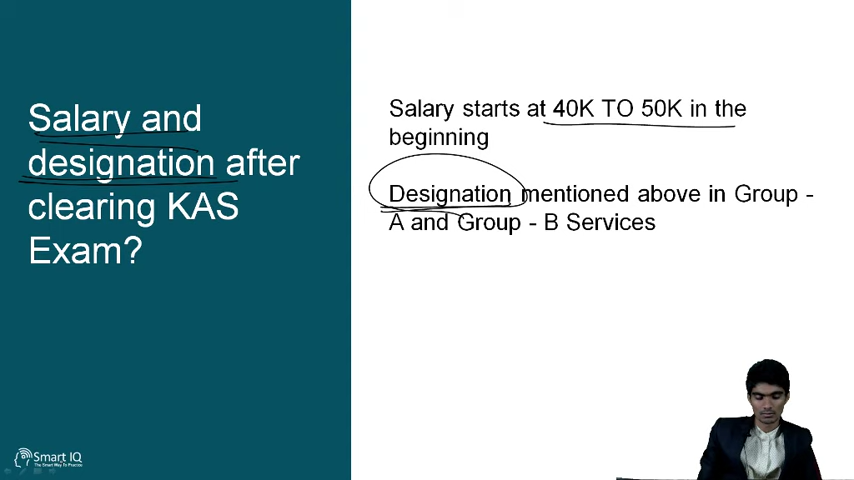 Salary and
designation after
clearing KAS
Exam?
Salary starts at 40K TO 50K in the
beginning
Designation mentioned above in Group -
A and Group - B Services
Smart IQ
The Smart Way To Practice